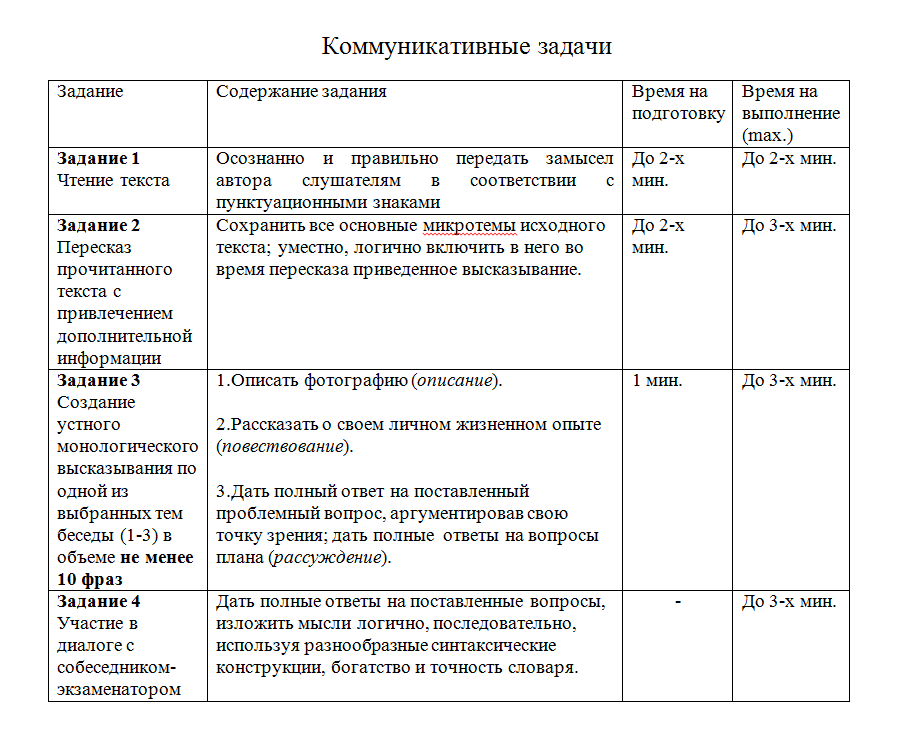 Коммуникативные задачи
Задание
Содержание задания
Время на
подготовку
Время на
выполнение
(max.)
Задание 1
Чтение текста
Осознанно и правильно передать замысел
автора слушателям в соответствии с
пунктуационными знаками
До 2-х
мин.
До 2-х мин.
Задание 2
Пересказ
прочитанного
текста с
привлечением
дополнительной
информации
Сохранить все основные микротемы исходного
текста; уместно, логично включить в него во
время пересказа приведенное высказывание.
До 2-х
мин.
До 3-х мин.
Задание 3
Создание
устного
монологического
высказывания по
одной из
выбранных тем
беседы (1-3) в
объеме не менее
10 фраз
1.Описать фотографию (описание).
2.Рассказать о своем личном жизненном опыте
(повествование).
3.Дать полный ответ на поставленный
проблемный вопрос, аргументировав свою
точку зрения; дать полные ответы на вопросы
плана (рассуждение).
1 мин.
До 3-х мин.
Задание 4
Участие в
диалоге с
собеседником-
экзаменатором
Дать полные ответы на поставленные вопросы,
изложить мысли логично, последовательно,
используя разнообразные синтаксические
конструкции, богатство и точность словаря.
-
До 3-х мин.